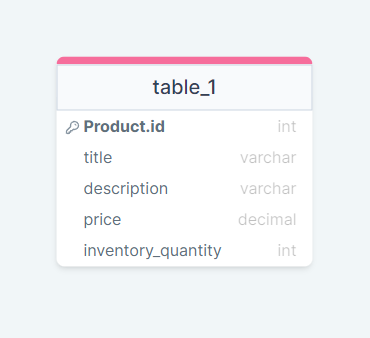 table_1
Product.id int
title varchar
description varchar
price decimal
inventory_quantity int